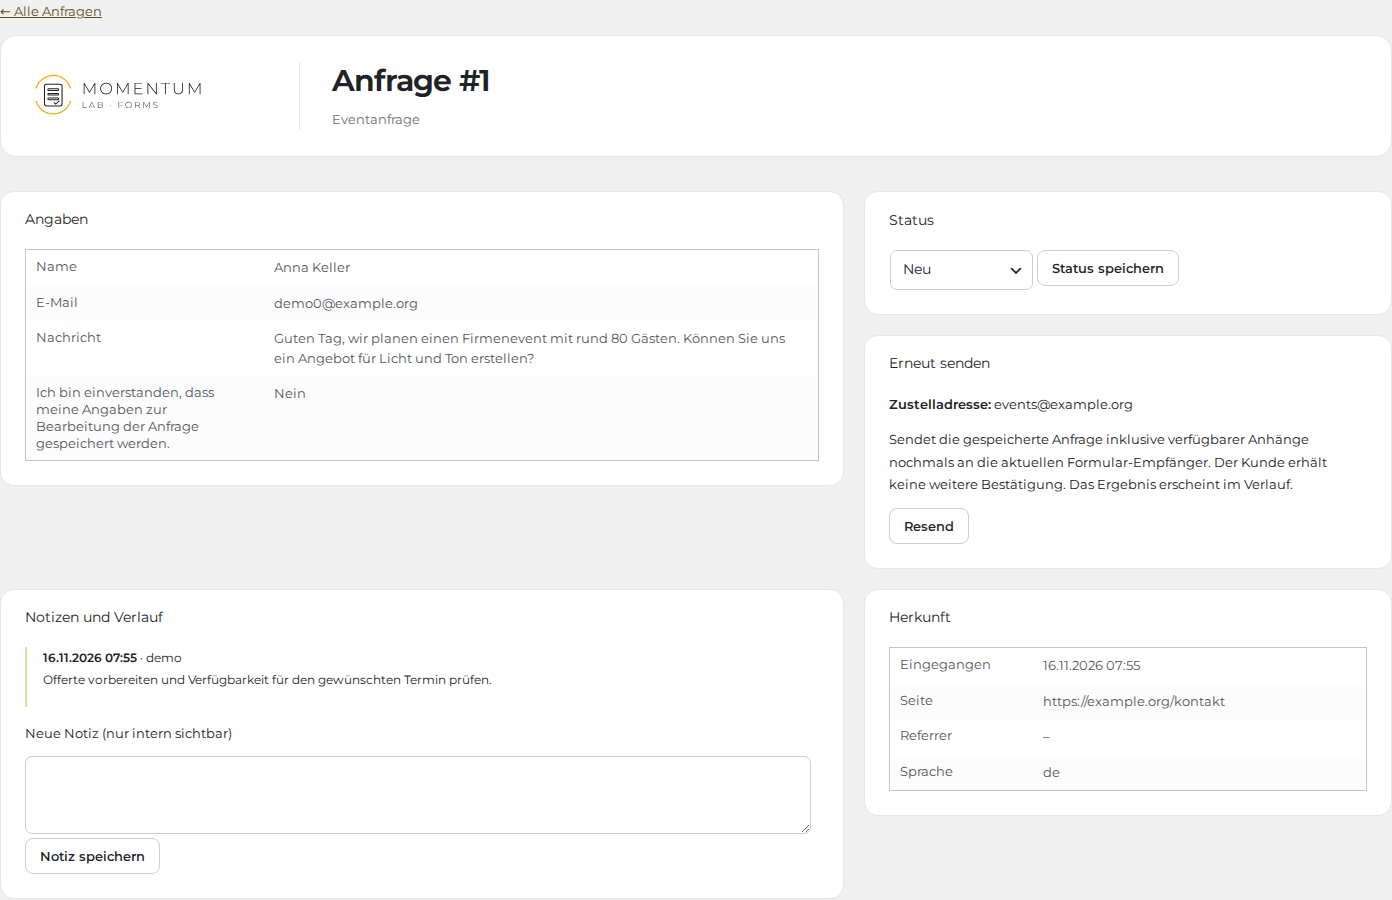 ← Alle Anfragen
MOMENTUM
LAB · FORMS
Anfrage #1
Eventanfrage
Angaben
Name
Anna Keller
E-Mail
demo0@example.org
Nachricht
Guten Tag, wir planen einen Firmenevent mit rund 80 Gästen. Können Sie uns
ein Angebot für Licht und Ton erstellen?
Ich bin einverstanden, dass
meine Angaben zur
Bearbeitung der Anfrage
gespeichert werden.
Nein
Status
Neu
Status speichern
Erneut senden
Zustelladresse: events@example.org
Sendet die gespeicherte Anfrage inklusive verfügbarer Anhänge
nochmals an die aktuellen Formular-Empfänger. Der Kunde erhält
keine weitere Bestätigung. Das Ergebnis erscheint im Verlauf.
Resend
Notizen und Verlauf
16.11.2026 07:55 · demo
Offerte vorbereiten und Verfügbarkeit für den gewünschten Termin prüfen.
Neue Notiz (nur intern sichtbar)
Notiz speichern
Herkunft
Eingegangen
16.11.2026 07:55
Seite
https://example.org/kontakt
Referrer
–
Sprache
de